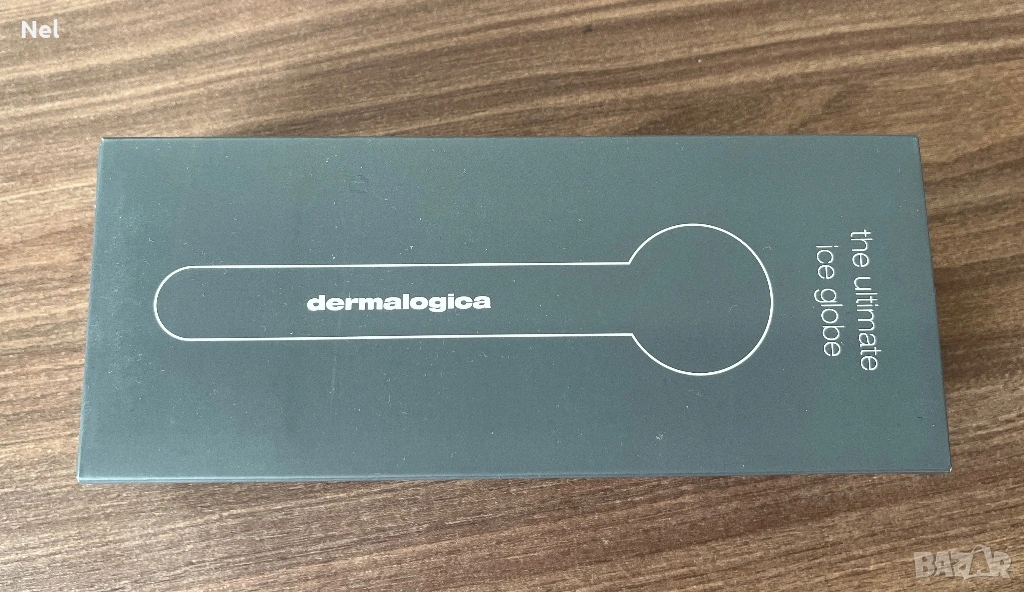 Nel
dermalogica
the ultimate
ice globe
BAZAR